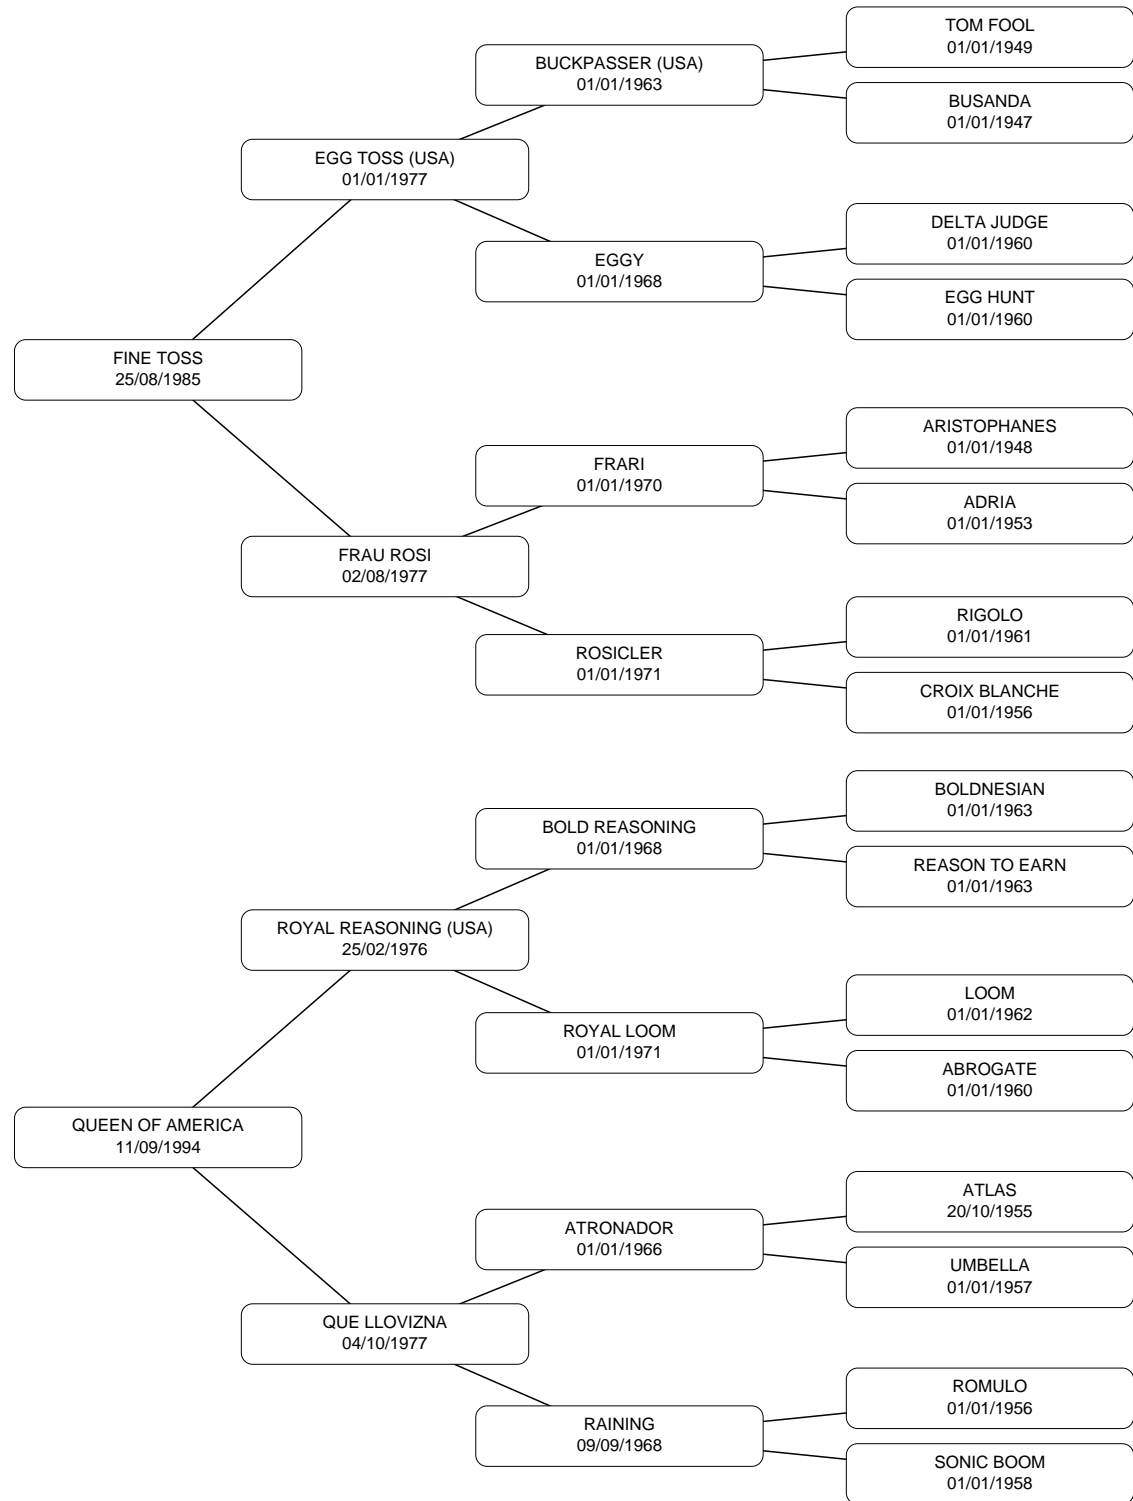 TOM FOOL
01/01/1949
BUCKPASSER (USA)
01/01/1963
BUSANDA
01/01/1947
EGG TOSS (USA)
01/01/1977
DELTA JUDGE
01/01/1960
EGGY
01/01/1968
EGG HUNT
01/01/1960
FINE TOSS
25/08/1985
ARISTOPHANES
01/01/1948
FRARI
01/01/1970
ADRIA
01/01/1953
FRAU ROSI
02/08/1977
RIGOLO
01/01/1961
ROSICLER
01/01/1971
CROIX BLANCHE
01/01/1956
BOLDNESIAN
01/01/1963
BOLD REASONING
01/01/1968
REASON TO EARN
01/01/1963
ROYAL REASONING (USA)
25/02/1976
LOOM
01/01/1962
ROYAL LOOM
01/01/1971
ABROGATE
01/01/1960
QUEEN OF AMERICA
11/09/1994
ATLAS
20/10/1955
ATRONADOR
01/01/1966
UMBELLA
01/01/1957
QUE LLOVIZNA
04/10/1977
ROMULO
01/01/1956
RAINING
09/09/1968
SONIC BOOM
01/01/1958